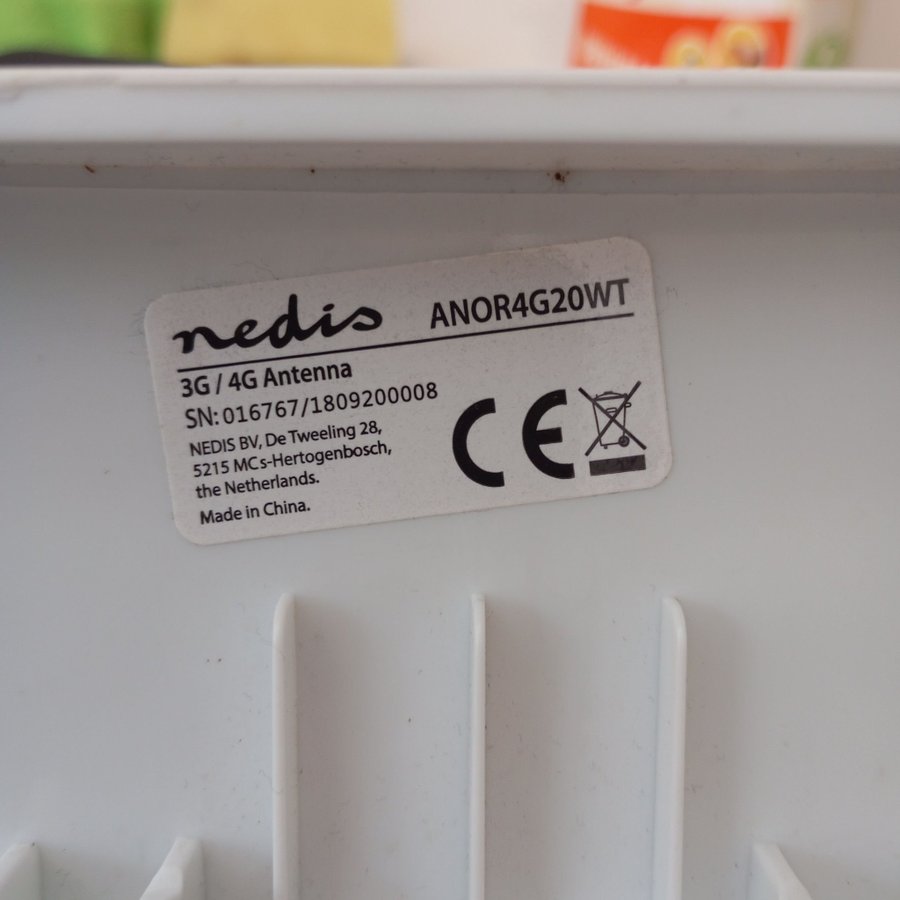 nedis ANOR4G20WT
3G / 4G Antenna
SN: 016767/1809200008
NEDIS BV, De Tweeling 28,
5215 MC s-Hertogenbosch,
the Netherlands.
Made in China.
CE